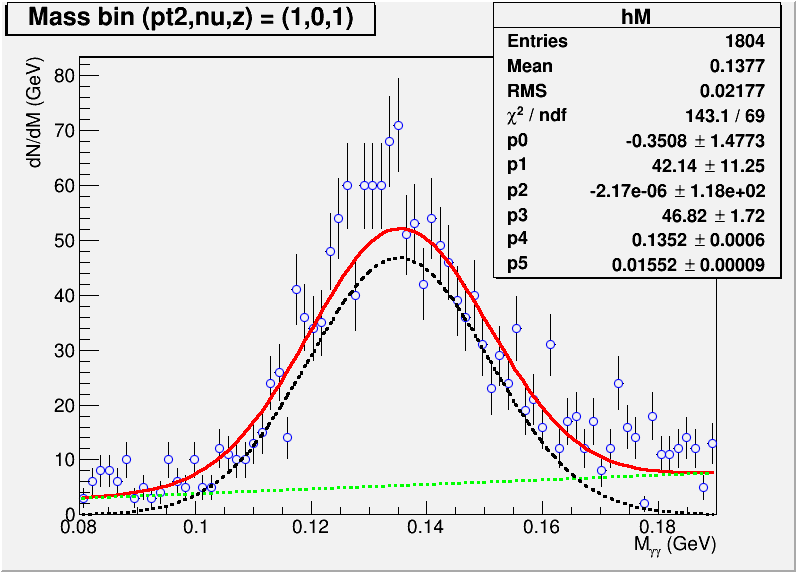 Mass bin (pt2,nu,z) = (1,0,1)
hM
Entries 1804
Mean 0.1377
RMS 0.02177
χ² / ndf 143.1 / 69
p0 -0.3508 ± 1.4773
p1 42.14 ± 11.25
p2 -2.17e-06 ± 1.18e+02
p3 46.82 ± 1.72
p4 0.1352 ± 0.0006
p5 0.01552 ± 0.00009
dN/dM (GeV)
80
70
60
50
40
30
20
10
0
0.08 0.1 0.12 0.14 0.16 0.18
Mγγ (GeV)